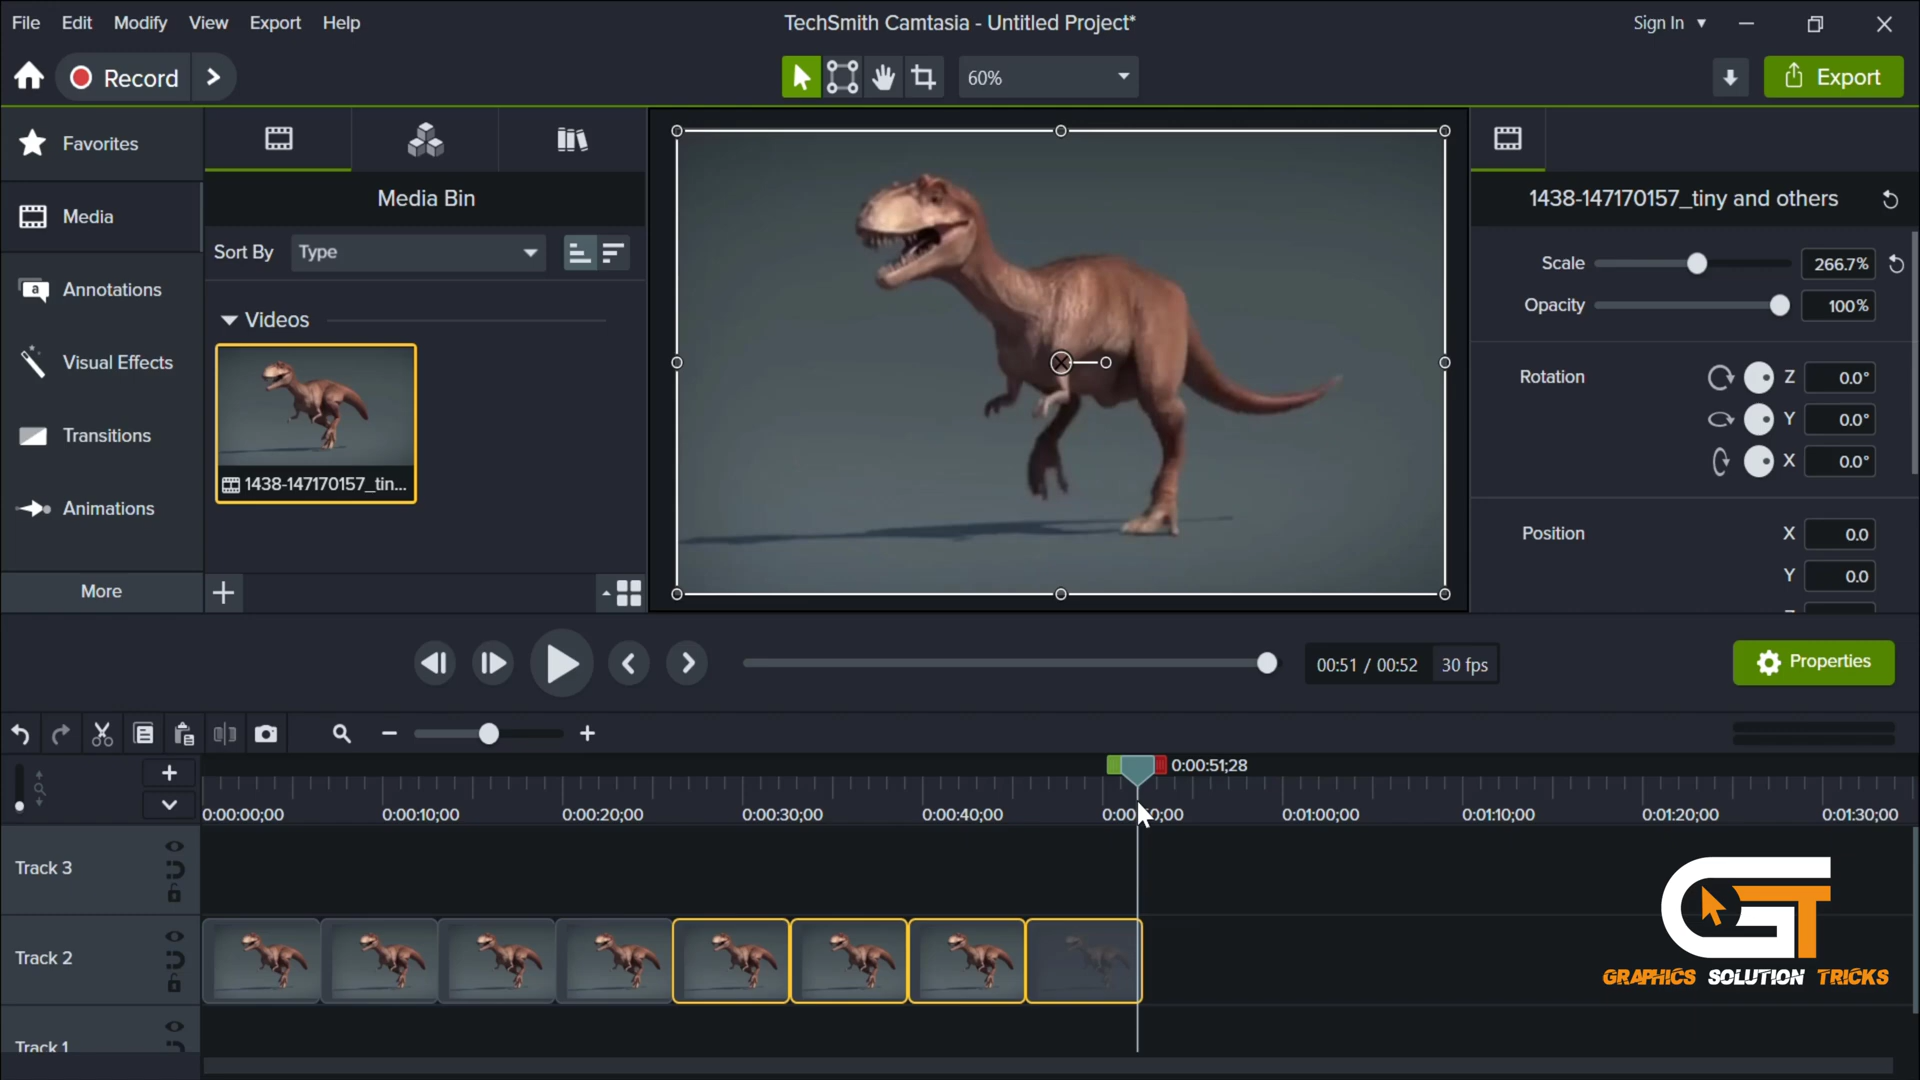 File Edit Modify View Export Help
TechSmith Camtasia - Untitled Project*
Sign In
Record
60%
Export
Favorites
Media
Annotations
Visual Effects
Transitions
Animations
More
Media Bin
Sort By Type
Videos
1438-147170157_tin...
1438-147170157_tiny and others
Scale 266.7%
Opacity 100%
Rotation Z 0.0°
Y 0.0°
X 0.0°
Position X 0.0
Y 0.0
00:51 / 00:52 30 fps
Properties
0:00:51;28
0:00:00;00 0:00:10;00 0:00:20;00 0:00:30;00 0:00:40;00 0:01:00;00 0:01:10;00 0:01:20;00 0:01:30;00
Track 3
Track 2
Track 1
GT
GRAPHICS SOLUTION TRICKS